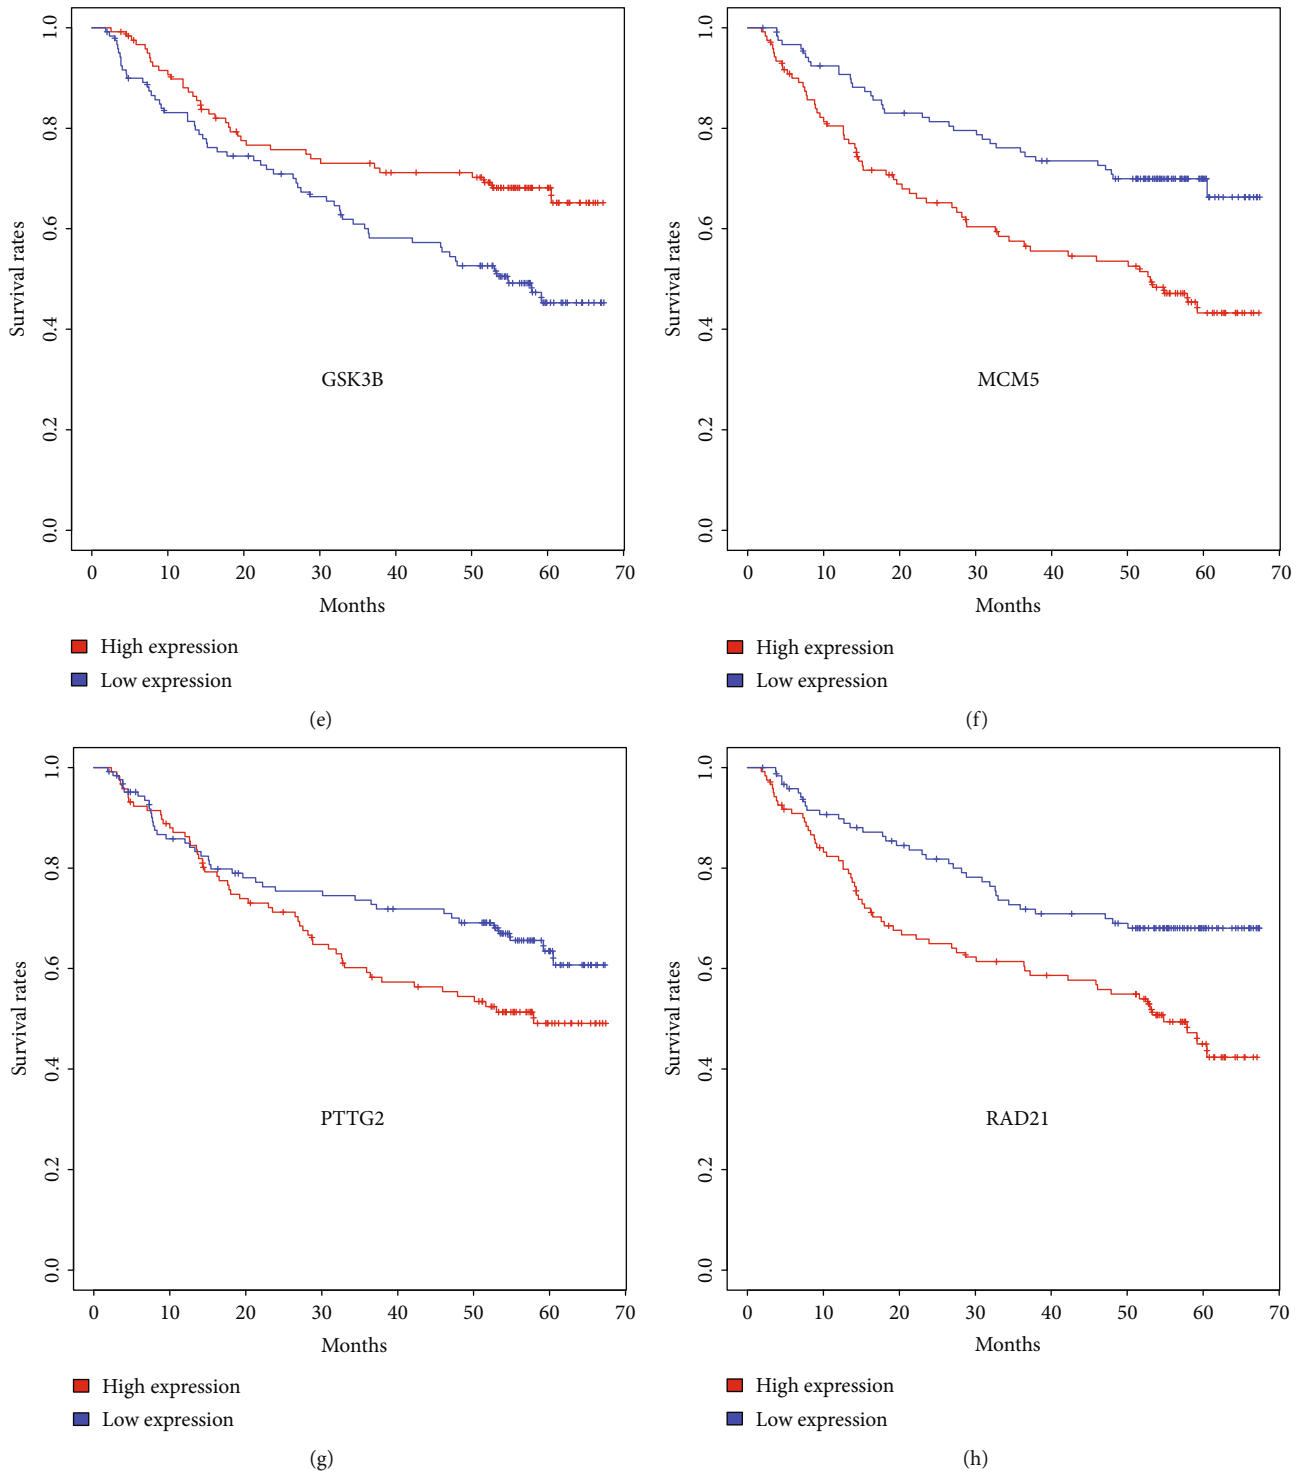 Survival rates
1.0
0.8
0.6
0.4
0.2
0.0
GSK3B
0 10 20 30 40 50 60 70
Months
High expression
Low expression
(e)
Survival rates
1.0
0.8
0.6
0.4
0.2
0.0
MCM5
0 10 20 30 40 50 60 70
Months
High expression
Low expression
(f)
Survival rates
1.0
0.8
0.6
0.4
0.2
0.0
PTTG2
0 10 20 30 40 50 60 70
Months
High expression
Low expression
(g)
Survival rates
1.0
0.8
0.6
0.4
0.2
0.0
RAD21
0 10 20 30 40 50 60 70
Months
High expression
Low expression
(h)